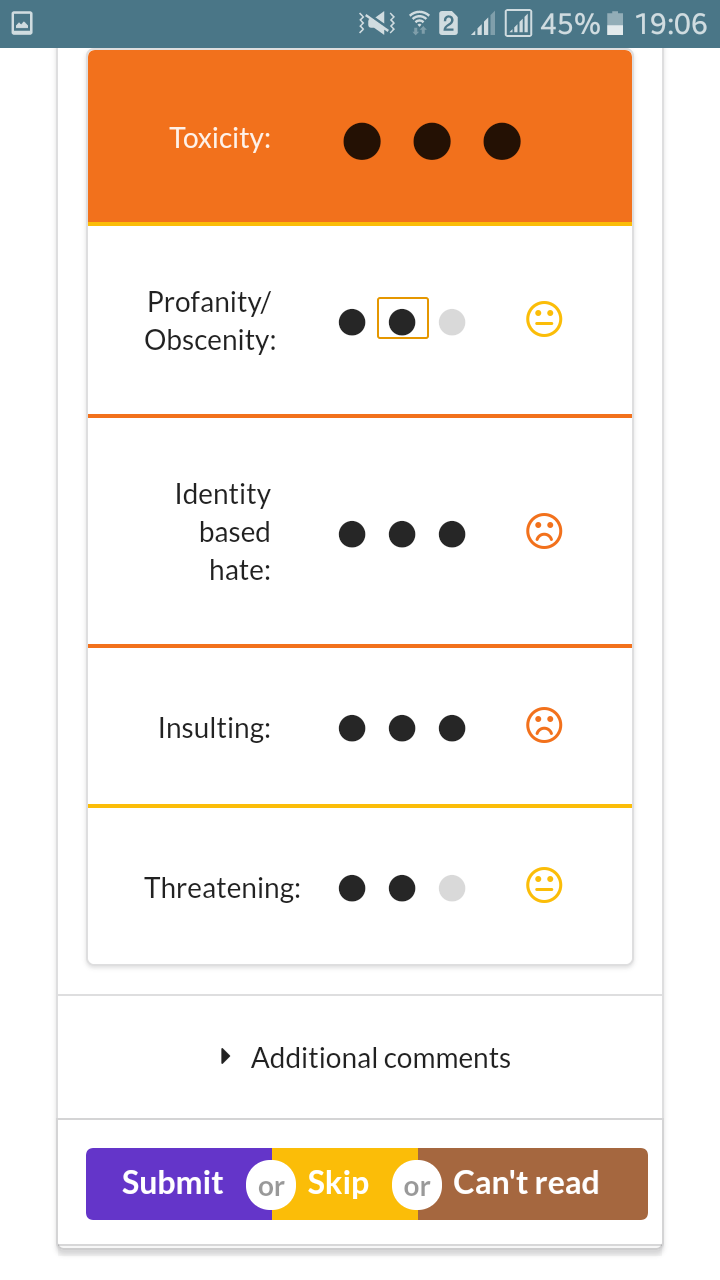 2 45% 19:06
Toxicity:
Profanity/
Obscenity:
Identity
based
hate:
Insulting:
Threatening:
Additional comments
Submit or Skip or Can't read